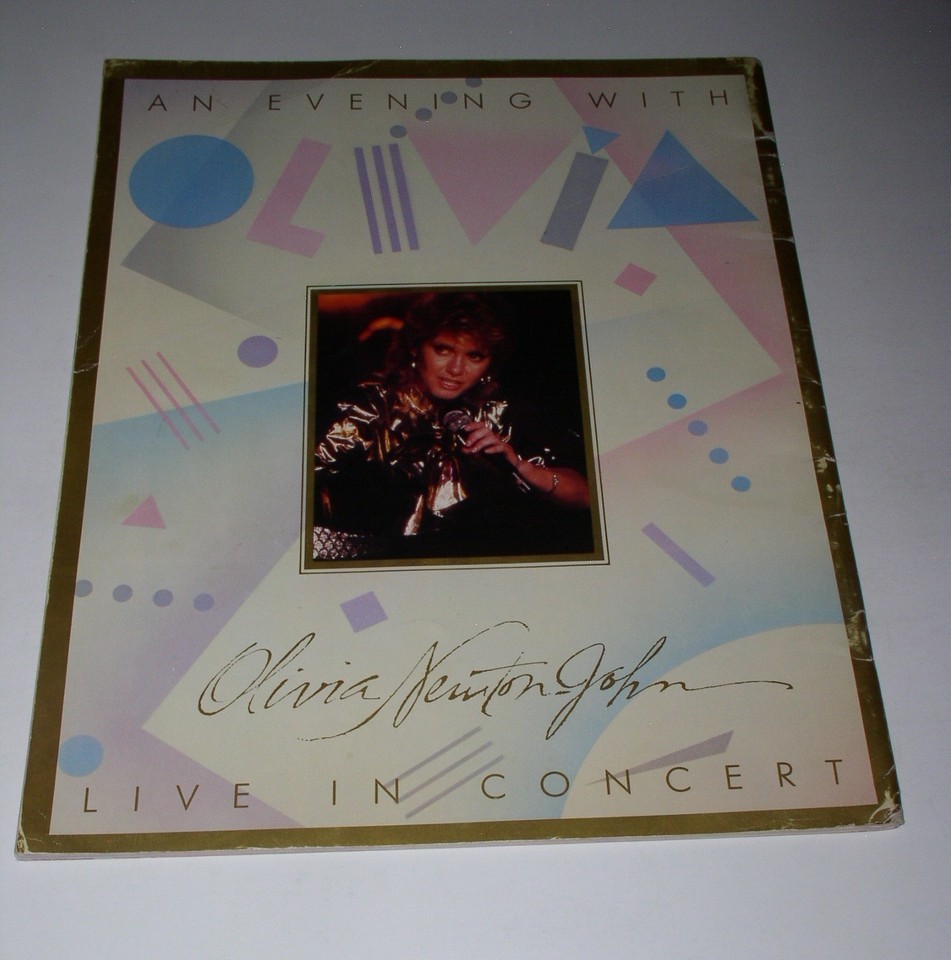 AN EVENING WITH
OLIVIA
Olivia Newton-John
LIVE IN CONCERT